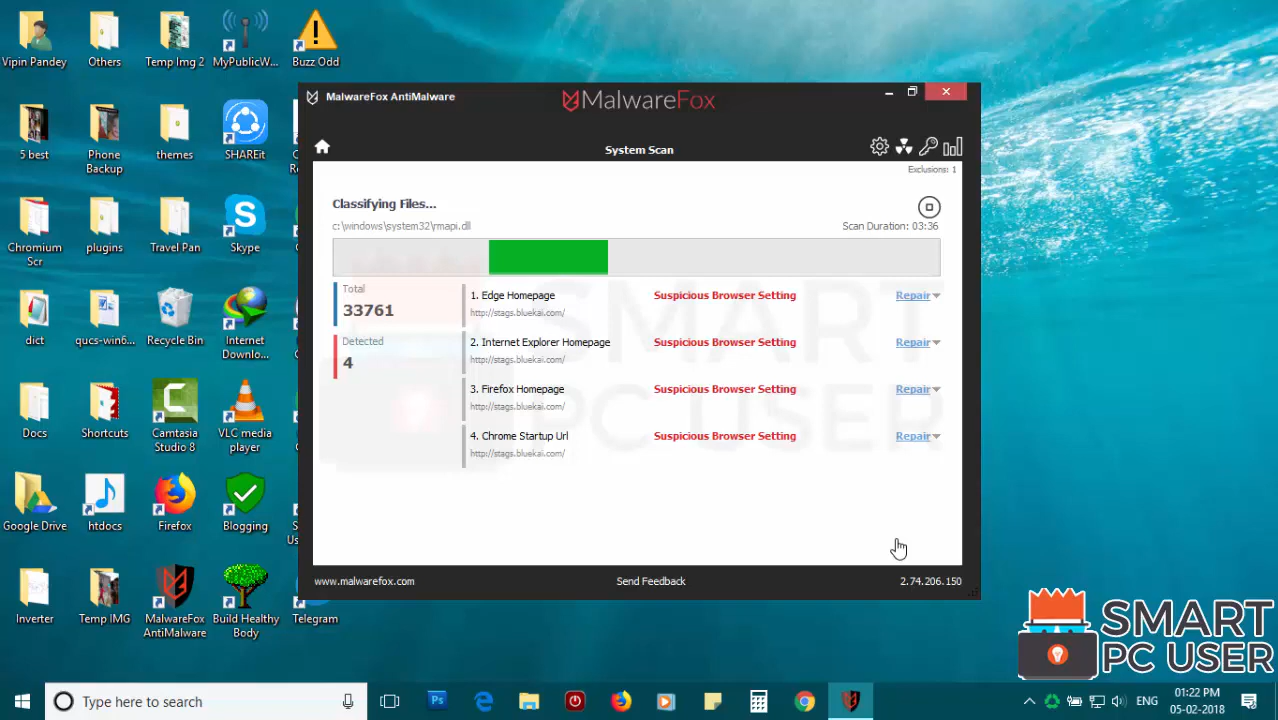 Vipin Pandey
Others
Temp Img 2
MyPublicW...
Buzz Odd
5 best
Phone
Backup
themes
SHAREit
Chromium
Scr
plugins
Travel Pan
Skype
dict
qucs-win6...
Recycle Bin
Internet
Downlo...
Docs
Shortcuts
Camtasia
Studio 8
VLC media
player
Google Drive
htdocs
Firefox
Blogging
Inverter
Temp IMG
MalwareFox
AntiMalware
Build Healthy
Body
Telegram
MalwareFox AntiMalware
MalwareFox
System Scan
Exclusions: 1
Classifying Files...
c:\windows\system32\rmapi.dll
Scan Duration: 03:36
Total
33761
Detected
4
1. Edge Homepage
Suspicious Browser Setting
Repair
http://stags.bluekai.com/
2. Internet Explorer Homepage
Suspicious Browser Setting
Repair
http://stags.bluekai.com/
3. Firefox Homepage
Suspicious Browser Setting
Repair
http://stags.bluekai.com/
4. Chrome Startup Url
Suspicious Browser Setting
Repair
http://stags.bluekai.com/
SMART
PC USER
www.malwarefox.com
Send Feedback
2.74.206.150
SMART
PC USER
Type here to search
Ps
ENG
01:22 PM
05-02-2018